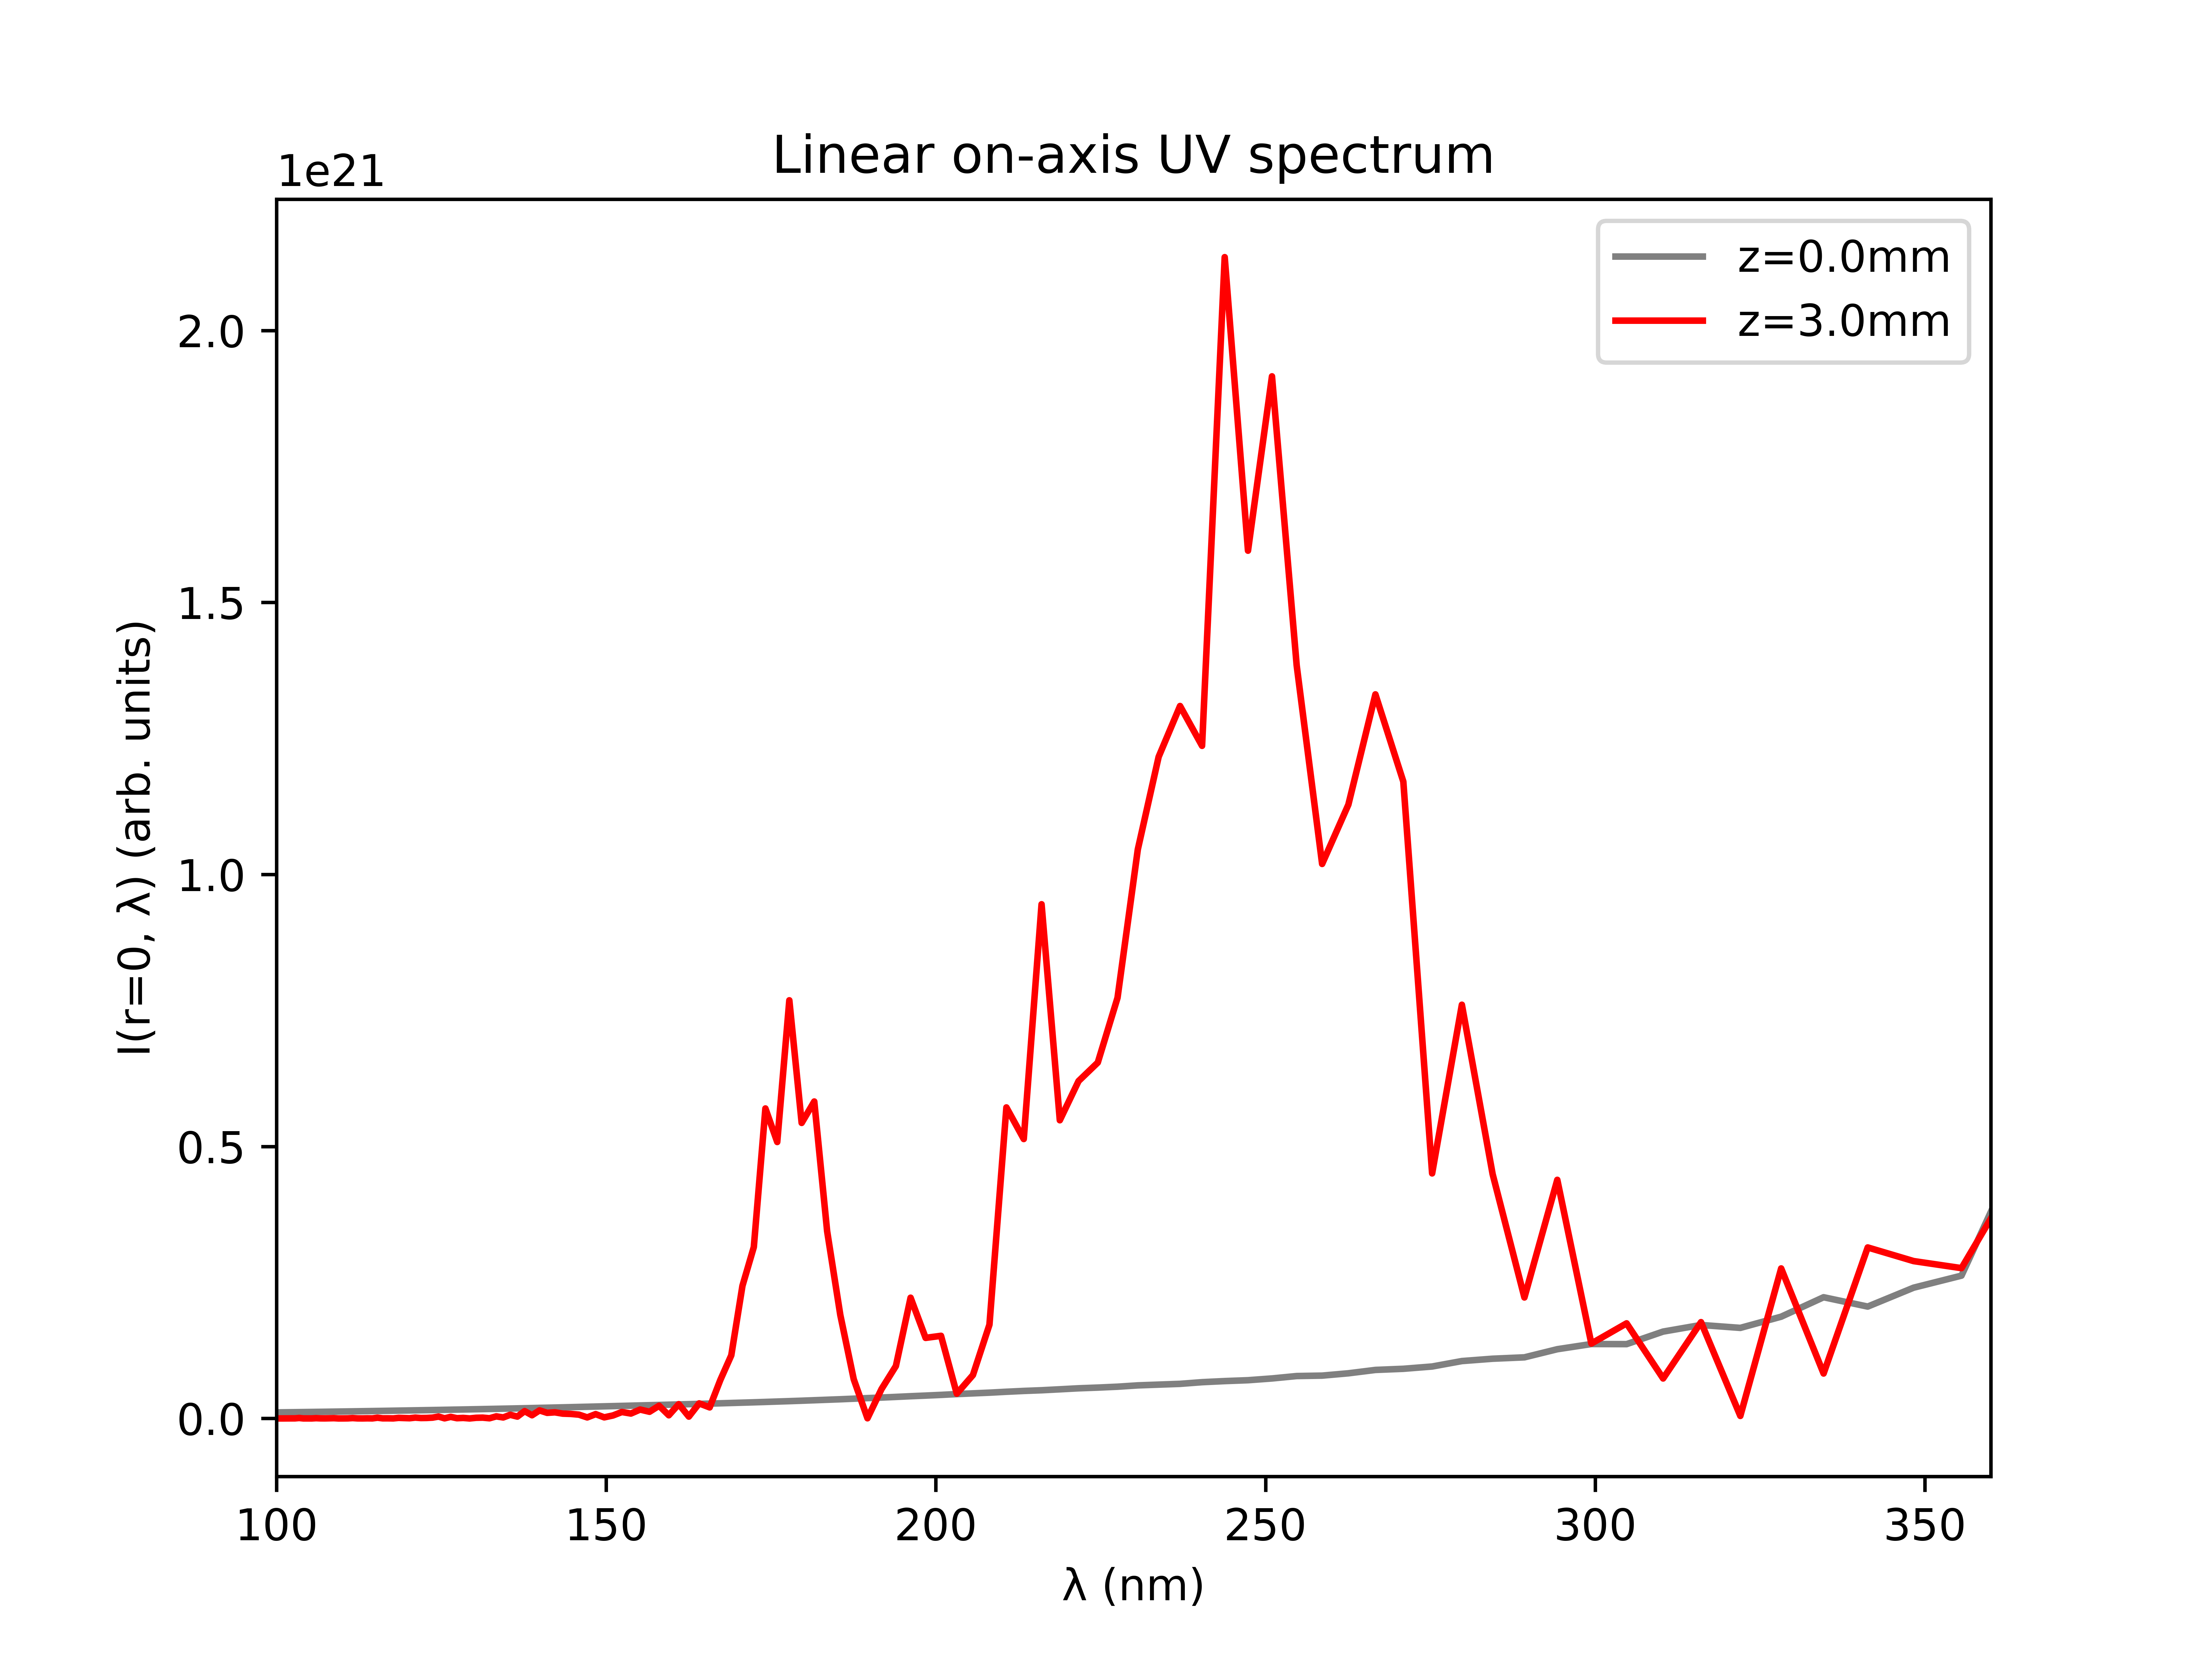 Linear on-axis UV spectrum
1e21
z=0.0mm
z=3.0mm
2.0
1.5
1.0
0.5
0.0
I(r=0, λ) (arb. units)
100 150 200 250 300 350
λ (nm)